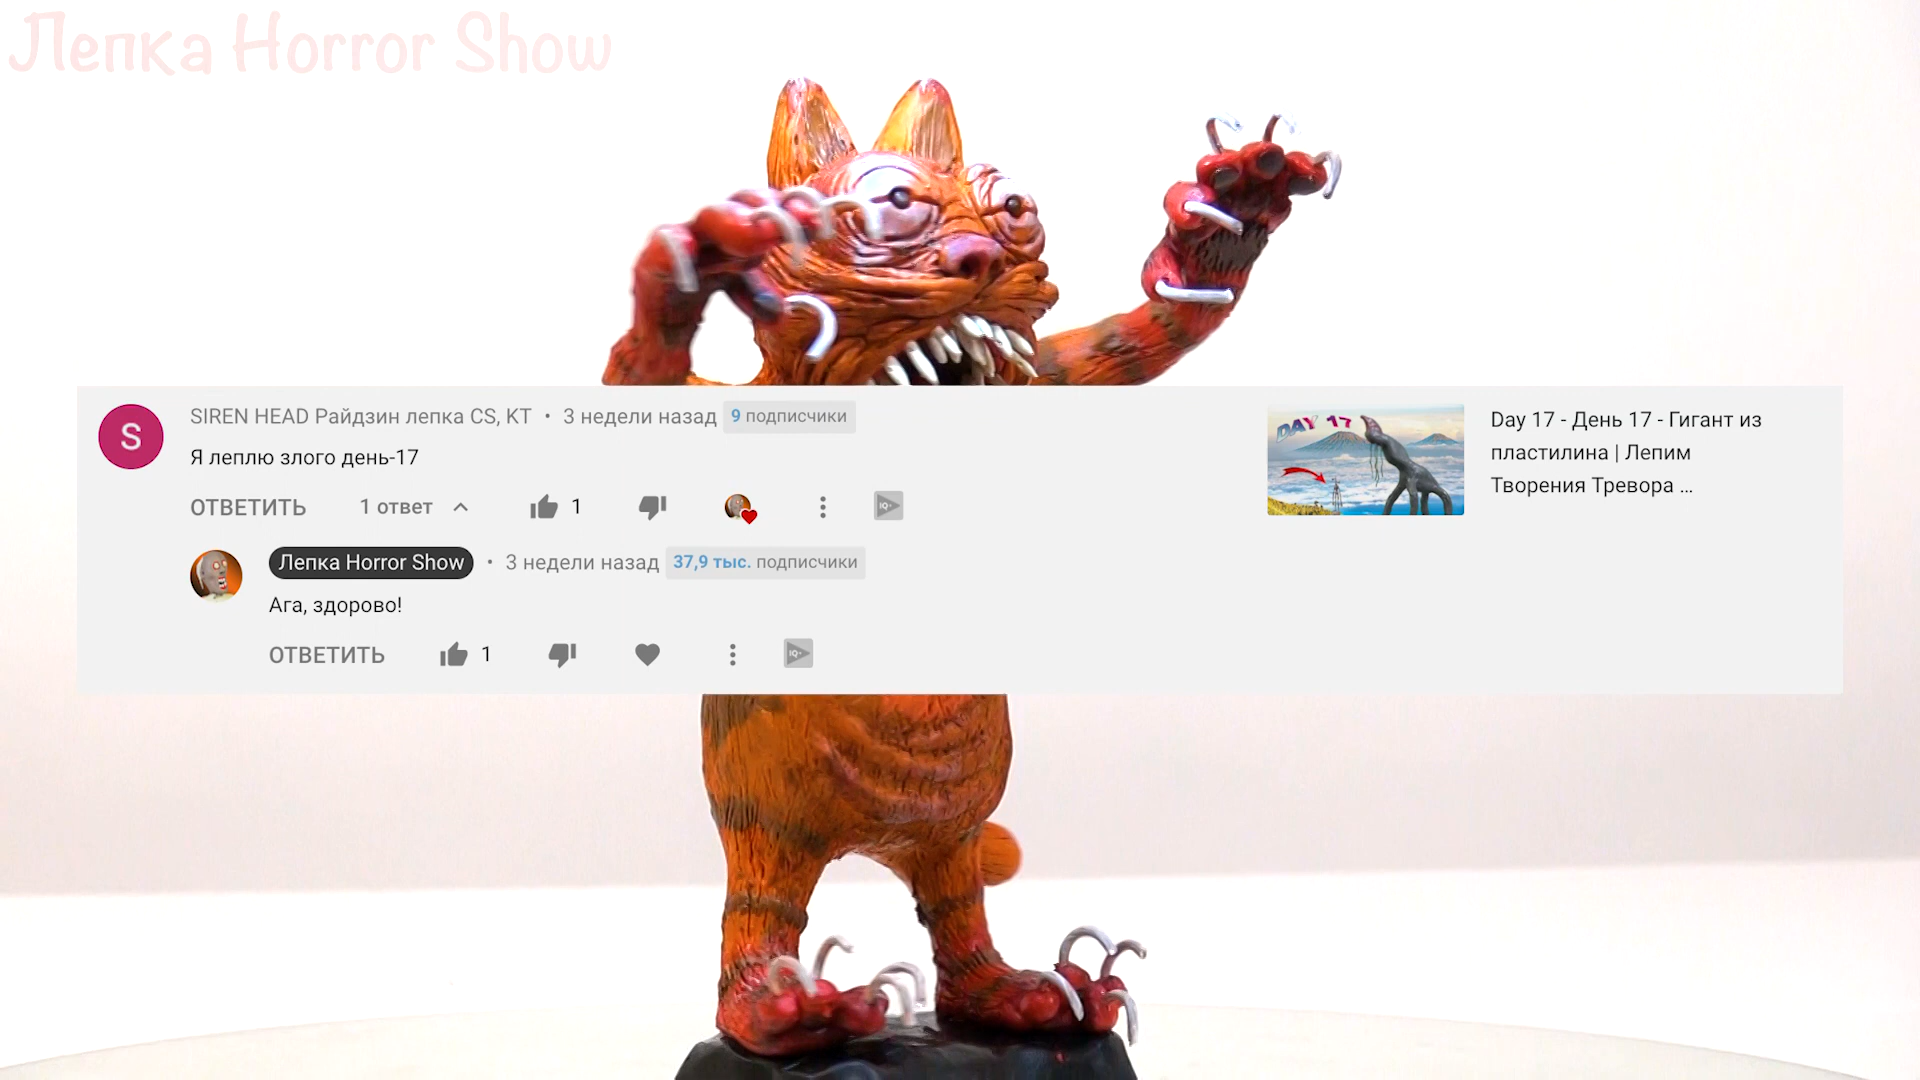 Лепка Horror Show
S
SIREN HEAD Райдзин лепка CS, KT • 3 недели назад 9 подписчики
Я леплю злого день-17
ОТВЕТИТЬ 1 ответ 1
IQ+
DAY 17
Day 17 - День 17 - Гигант из
пластилина | Лепим
Творения Тревора ...
Лепка Horror Show • 3 недели назад 37,9 тыс. подписчики
Ага, здорово!
ОТВЕТИТЬ 1
IQ+